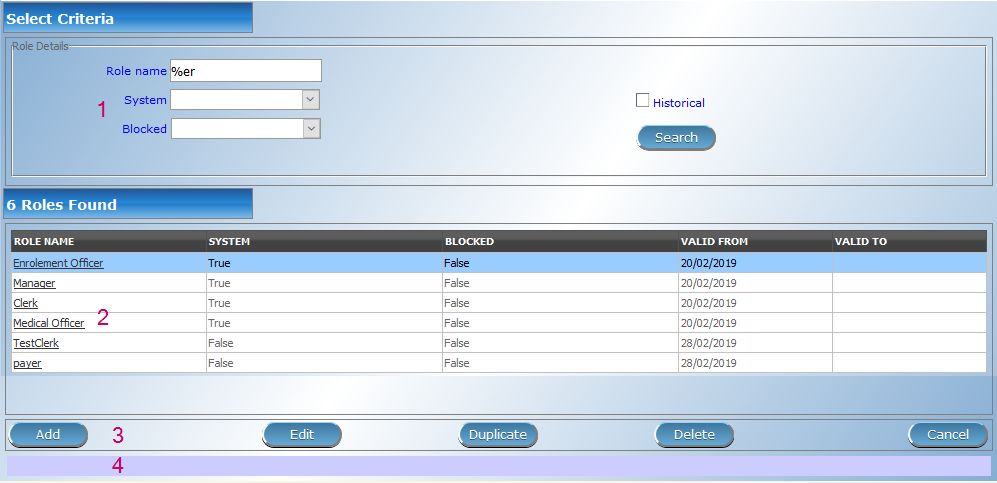 Select Criteria
Role Details
Role name %er
System
1
Historical
Blocked
Search
6 Roles Found
ROLE NAME SYSTEM BLOCKED VALID FROM VALID TO
Enrolement Officer True False 20/02/2019
Manager True False 20/02/2019
Clerk True False 20/02/2019
Medical Officer 2 True False 20/02/2019
TestClerk False False 28/02/2019
payer False False 28/02/2019
Add 3 Edit Duplicate Delete Cancel
4